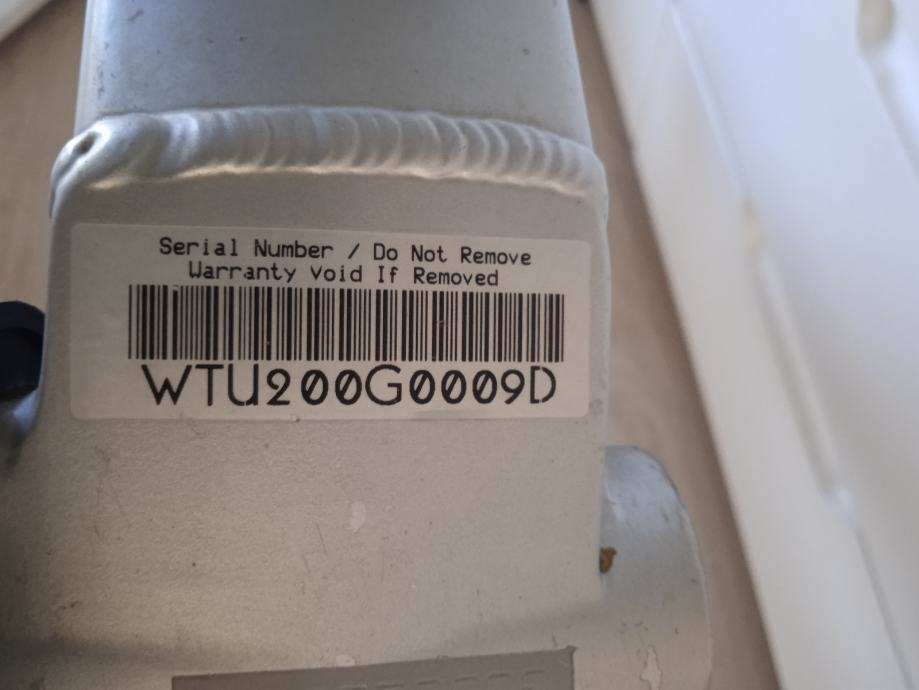 Serial Number / Do Not Remove
Warranty Void If Removed
WTU200G0009D